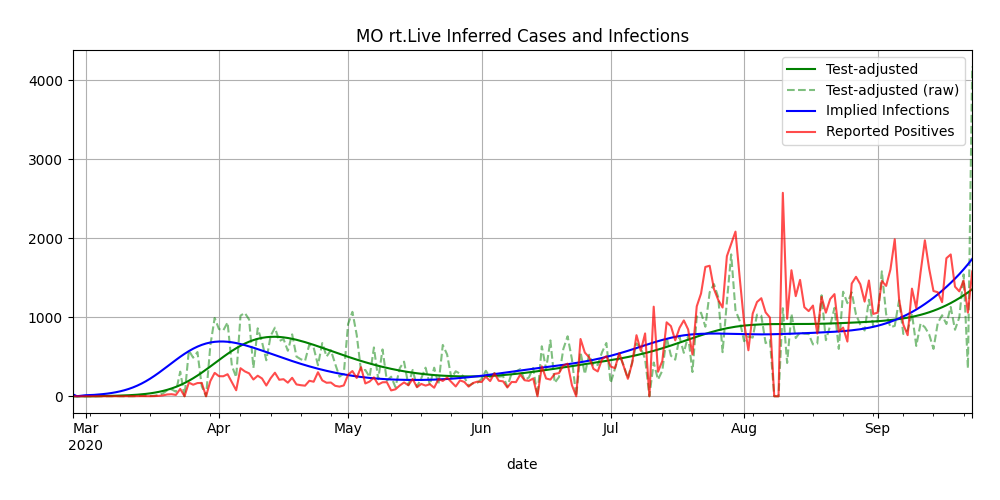 MO rt.Live Inferred Cases and Infections
Test-adjusted
Test-adjusted (raw)
Implied Infections
Reported Positives
4000
3000
2000
1000
0
Mar Apr May Jun Jul Aug Sep
2020
date